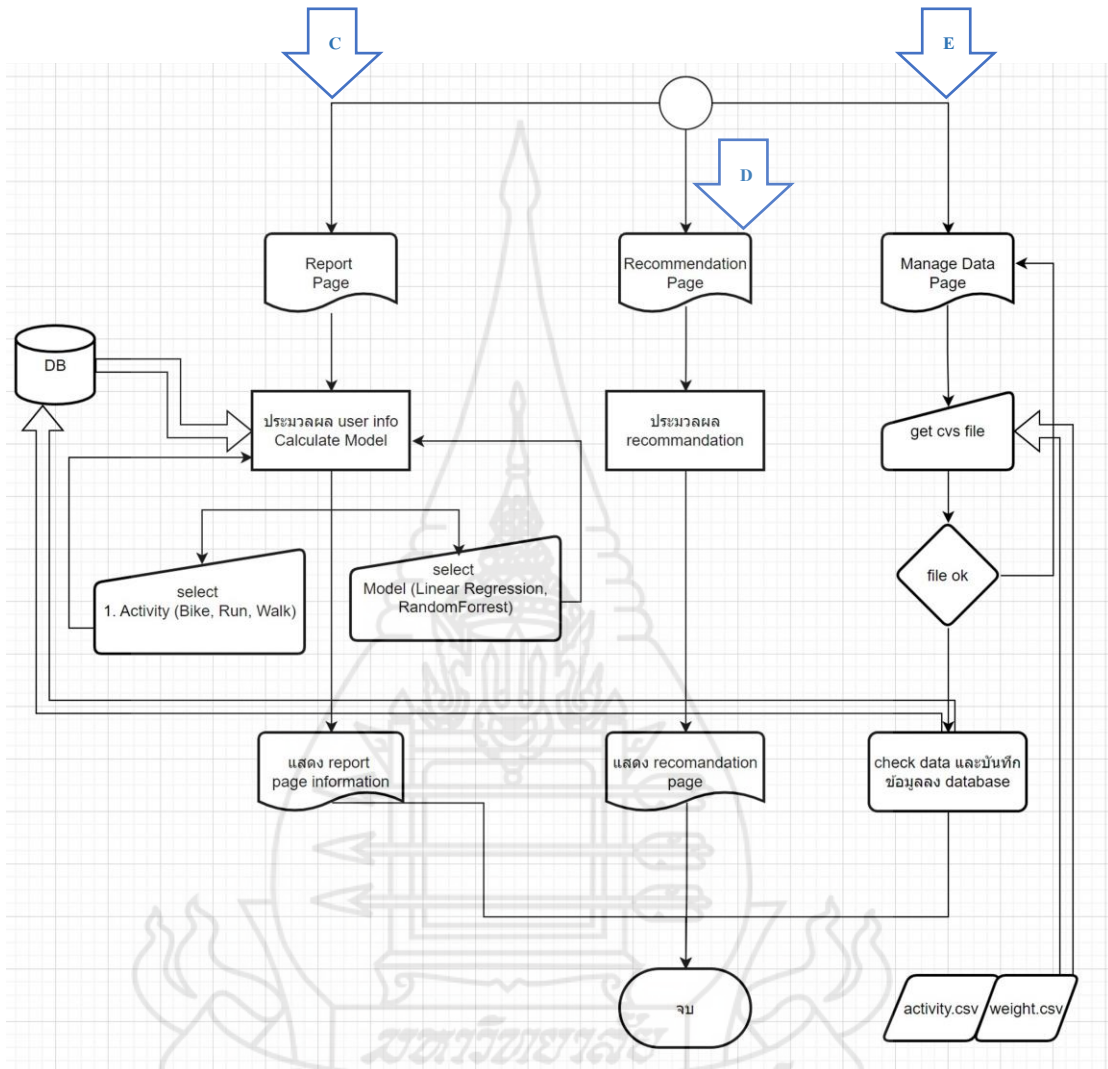 C
E
D
Report
Page
Recommendation
Page
Manage Data
Page
DB
ประมวลผล user info
Calculate Model
ประมวลผล
recommandation
get cvs file
select
1. Activity (Bike, Run, Walk)
select
Model (Linear Regression,
RandomForrest)
file ok
แสดง report
page information
แสดง recomandation
page
check data และบันทึก
ข้อมูลลง database
จบ
activity.csv
weight.csv